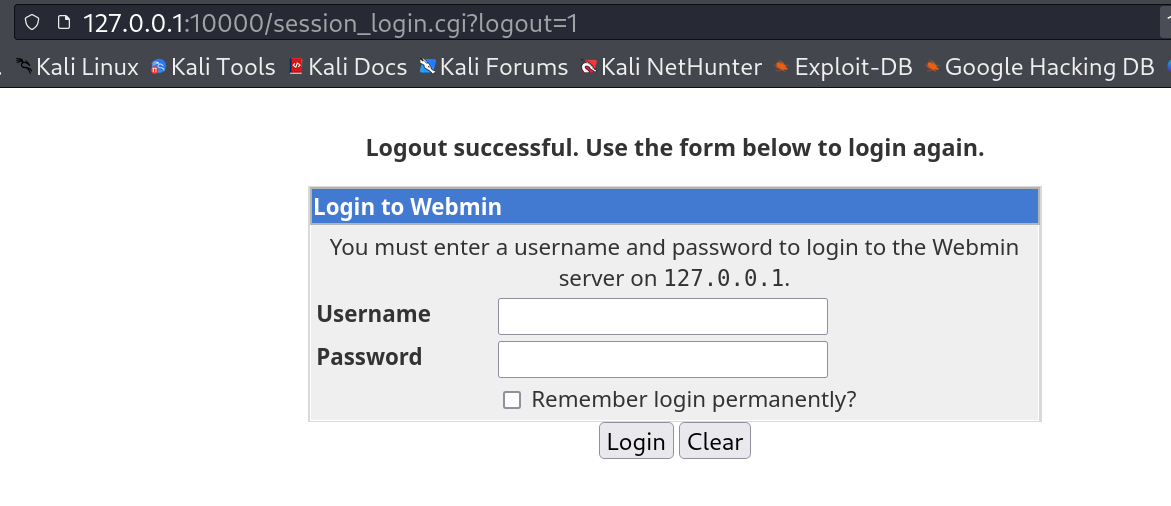 127.0.0.1:10000/session_login.cgi?logout=1
Kali Linux Kali Tools Kali Docs Kali Forums Kali NetHunter Exploit-DB Google Hacking DB
Logout successful. Use the form below to login again.
Login to Webmin
You must enter a username and password to login to the Webmin
server on 127.0.0.1.
Username
Password
Remember login permanently?
Login Clear